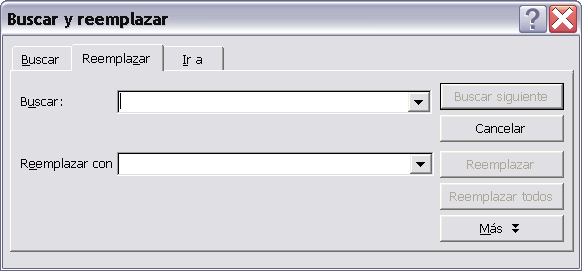 Buscar y reemplazar
?
Buscar Reemplazar Ir a
Buscar:
Buscar siguiente
Cancelar
Reemplazar con
Reemplazar
Reemplazar todos
Más